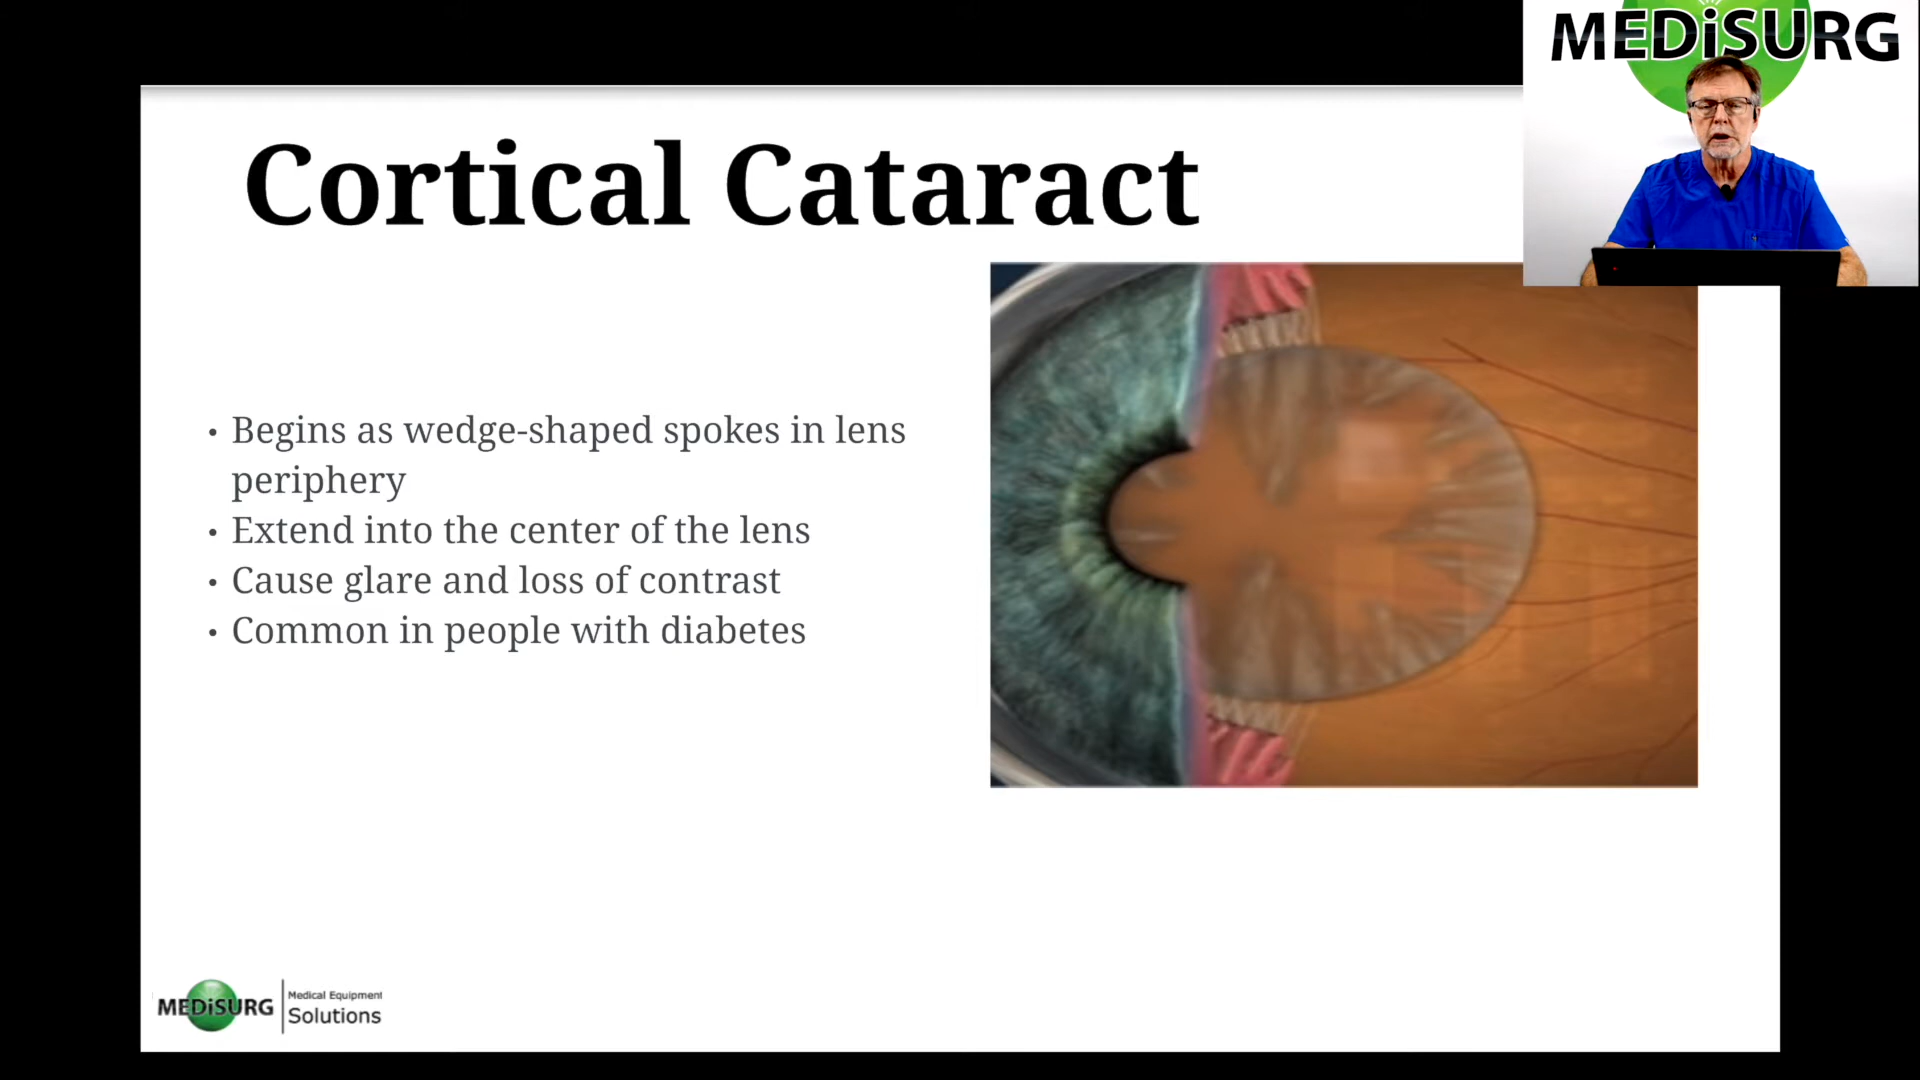 MEDiSURG
Cortical Cataract
• Begins as wedge-shaped spokes in lens
periphery
• Extend into the center of the lens
• Cause glare and loss of contrast
• Common in people with diabetes
MEDiSURG
Medical Equipment
Solutions